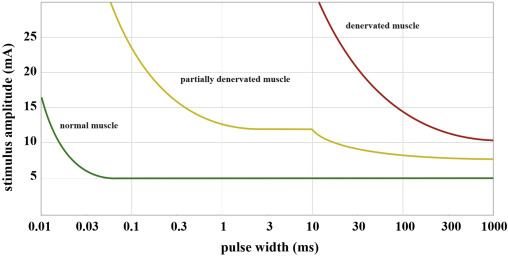 denervated muscle
partially denervated muscle
normal muscle
stimulus amplitude (mA)
25
20
15
10
5
0.01 0.03 0.1 0.3 1 3 10 30 100 300 1000
pulse width (ms)